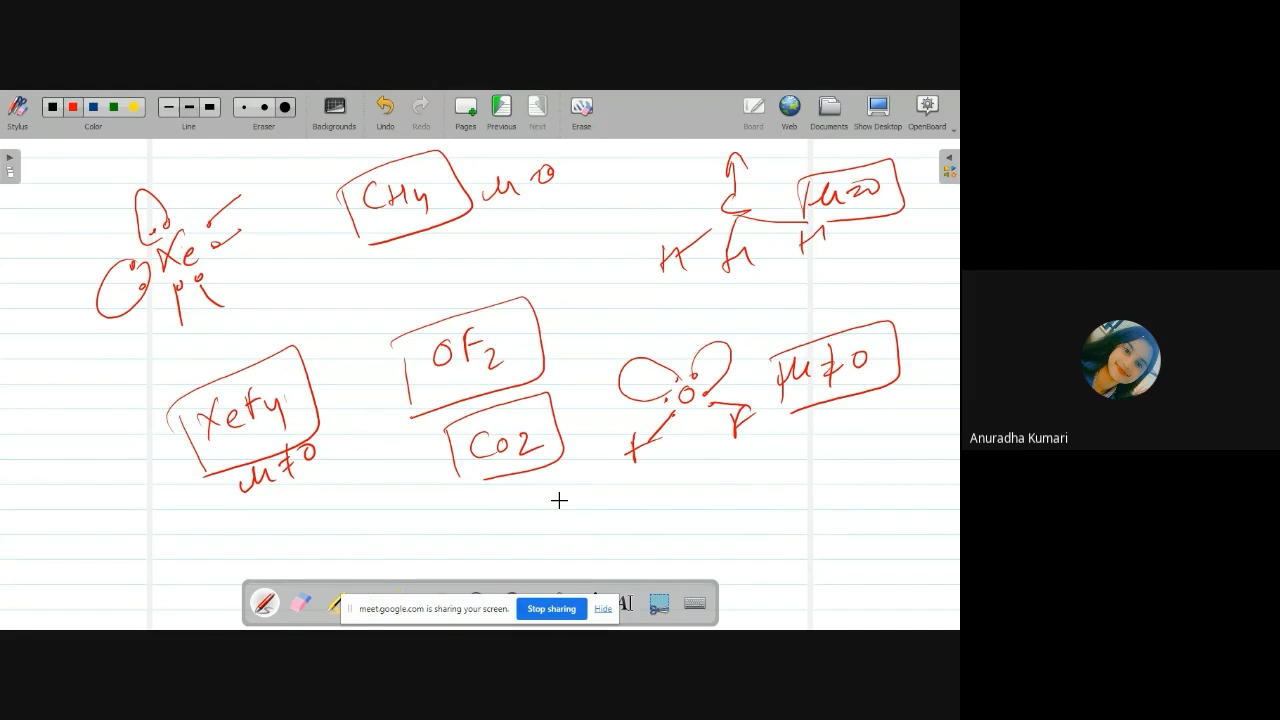 Stylus
Color
Line
Eraser
Backgrounds
Undo
Redo
Pages
Previous
Next
Erase
Board
Web
Documents
Show Desktop
OpenBoard
CH4
μ=0
μ=0
Xe
H
H
H
OF2
O
F
F
μ≠0
XeF4
μ≠0
CO2
Anuradha Kumari
meet.google.com is sharing your screen.
Stop sharing
Hide
AI